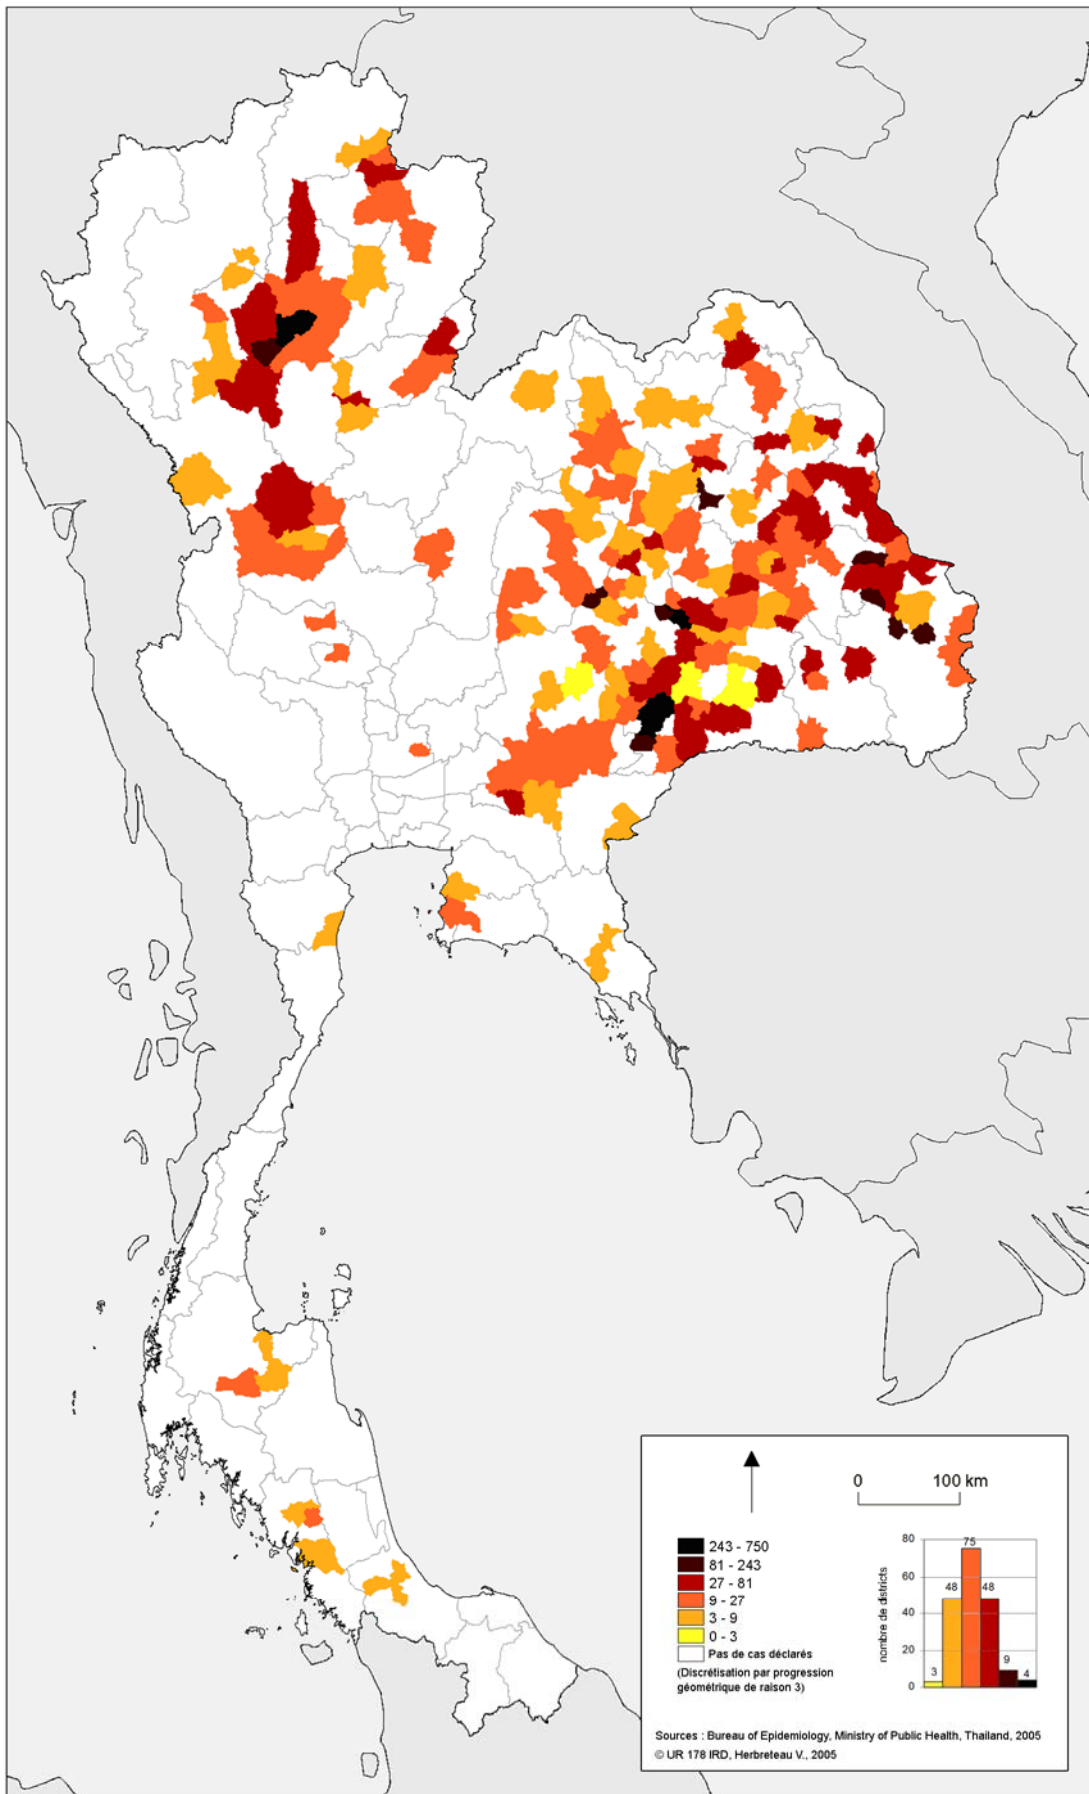 0 100 km
243 - 750
81 - 243
27 - 81
9 - 27
3 - 9
0 - 3
Pas de cas déclarés
(Discrétisation par progression
géométrique de raison 3)
nombre de districts
80
60
40
20
0
3
48
75
48
9
4
Sources : Bureau of Epidemiology, Ministry of Public Health, Thailand, 2005
© UR 178 IRD, Herbreteau V., 2005